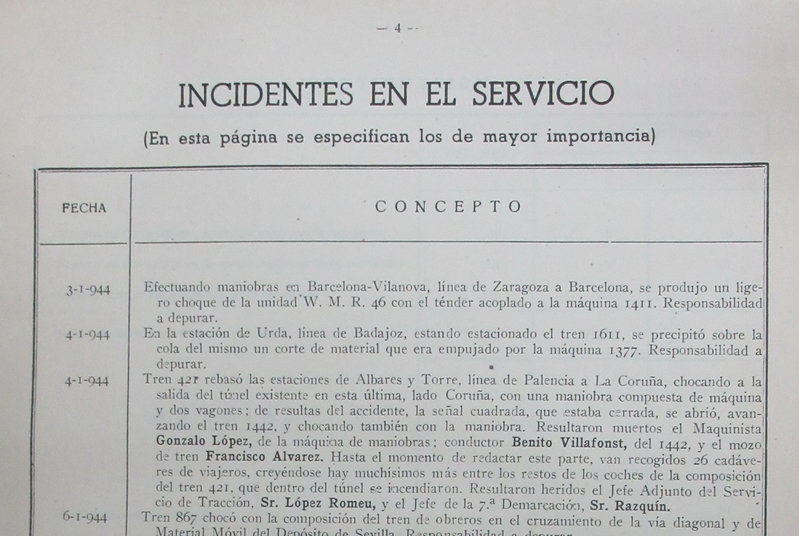 — 4 —
INCIDENTES EN EL SERVICIO
(En esta página se especifican los de mayor importancia)
FECHA CONCEPTO
3-1-944 Efectuando maniobras en Barcelona-Vilanova, línea de Zaragoza a Barcelona, se produjo un lige-
ro choque de la unidad W. M. R. 46 con el ténder acoplado a la máquina 1411. Responsabilidad
a depurar.
4-1-944 En la estación de Urda, línea de Badajoz, estando estacionado el tren 1611, se precipitó sobre la
cola del mismo un corte de material que era empujado por la máquina 1377. Responsabilidad a
depurar.
4-1-944 Tren 421 rebasó las estaciones de Albares y Torre, línea de Palencia a La Coruña, chocando a la
salida del túnel existente en esta última, lado Coruña, con una maniobra compuesta de máquina
y dos vagones; de resultas del accidente, la señal cuadrada, que estaba cerrada, se abrió, avan-
zando el tren 1442, y chocando también con la maniobra. Resultaron muertos el Maquinista
Gonzalo López, de la máquina de maniobras; conductor Benito Villafonst, del 1442, y el mozo
de tren Francisco Alvarez. Hasta el momento de redactar este parte, van recogidos 26 cadáve-
res de viajeros, creyéndose hay muchísimos más entre los restos de los coches de la composición
del tren 421, que dentro del túnel se incendiaron. Resultaron heridos el Jefe Adjunto del Servi-
cio de Tracción, Sr. López Romeu, y el Jefe de la 7.ª Demarcación, Sr. Razquín.
6-1-944 Tren 867 chocó con la composición del tren de obreros en el cruzamiento de la vía diagonal y de
Material Móvil del Depósito de Sevilla. Responsabilidad a depurar.